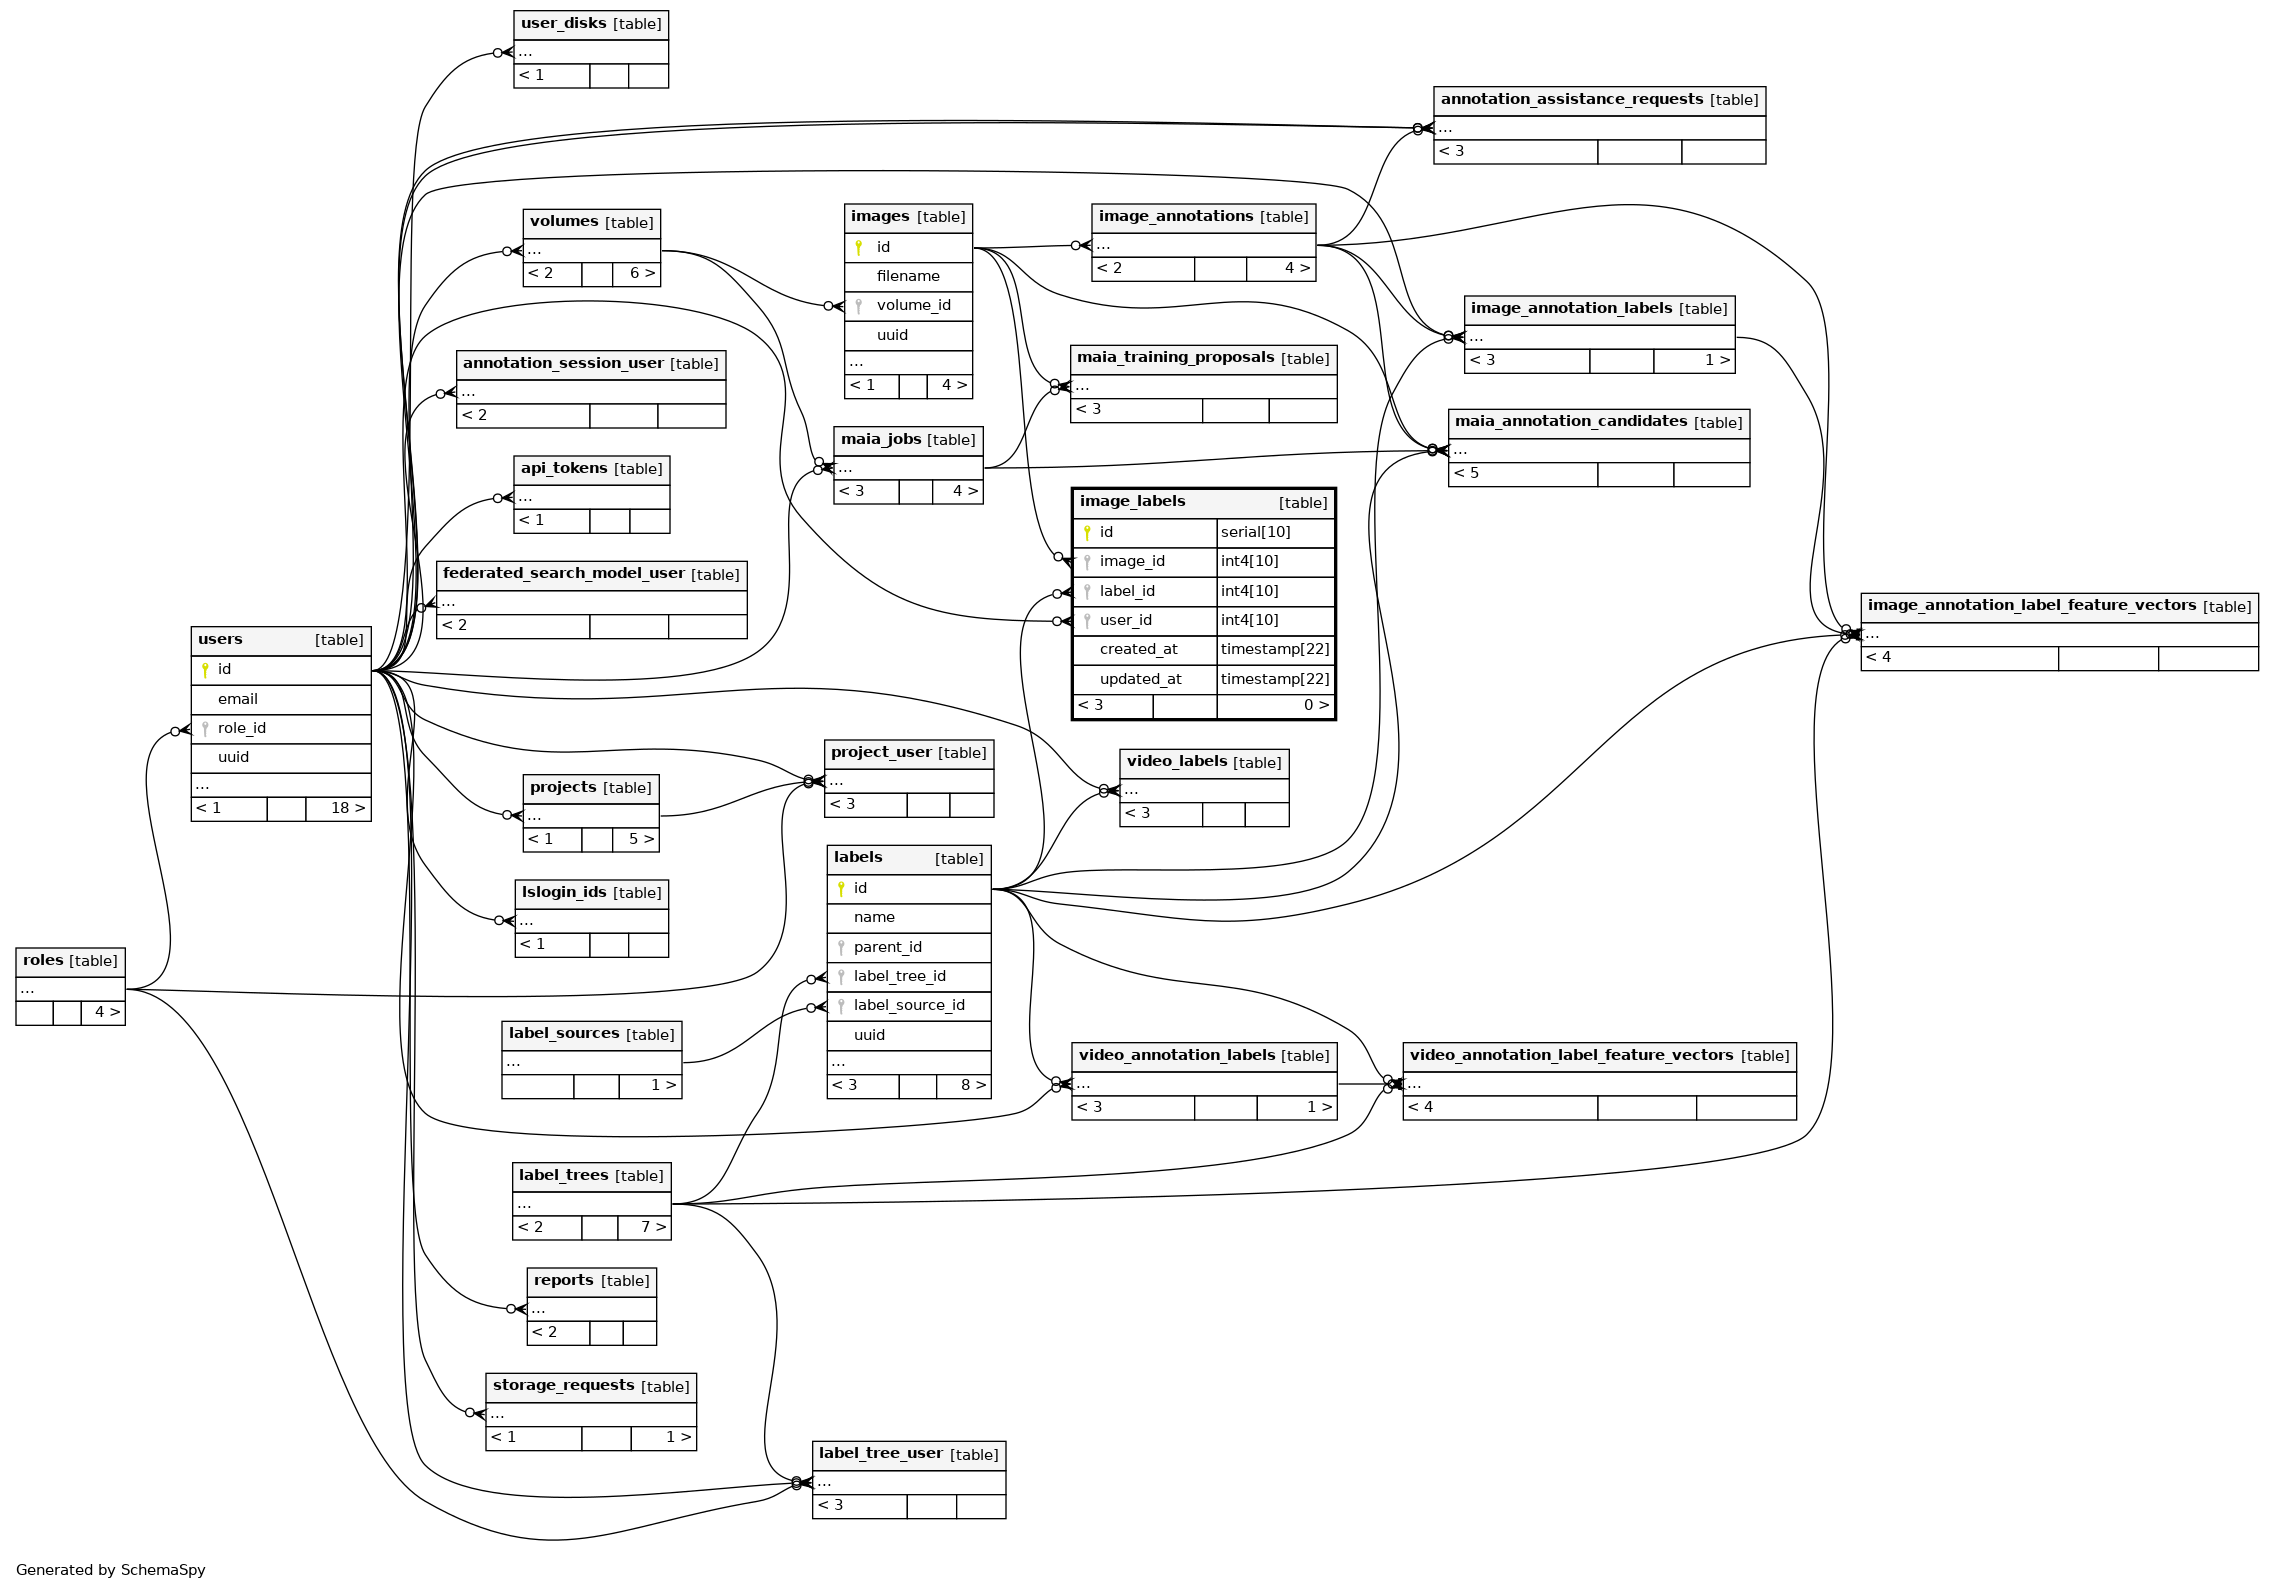 user_disks [table]
...
< 1
annotation_assistance_requests [table]
...
< 3
volumes [table]
...
< 2 6 >
images [table]
id
filename
volume_id
uuid
...
< 1 4 >
image_annotations [table]
...
< 2 4 >
image_annotation_labels [table]
...
< 3 1 >
annotation_session_user [table]
...
< 2
maia_training_proposals [table]
...
< 3
maia_annotation_candidates [table]
...
< 5
maia_jobs [table]
...
< 3 4 >
api_tokens [table]
...
< 1
image_labels [table]
id serial[10]
image_id int4[10]
label_id int4[10]
user_id int4[10]
created_at timestamp[22]
updated_at timestamp[22]
< 3 0 >
federated_search_model_user [table]
...
< 2
image_annotation_label_feature_vectors [table]
...
< 4
users [table]
id
email
role_id
uuid
...
< 1 18 >
project_user [table]
...
< 3
video_labels [table]
...
< 3
projects [table]
...
< 1 5 >
labels [table]
id
name
parent_id
label_tree_id
label_source_id
uuid
...
< 3 8 >
lslogin_ids [table]
...
< 1
roles [table]
...
4 >
label_sources [table]
...
1 >
video_annotation_labels [table]
...
< 3 1 >
video_annotation_label_feature_vectors [table]
...
< 4
label_trees [table]
...
< 2 7 >
reports [table]
...
< 2
storage_requests [table]
...
< 1 1 >
label_tree_user [table]
...
< 3
Generated by SchemaSpy